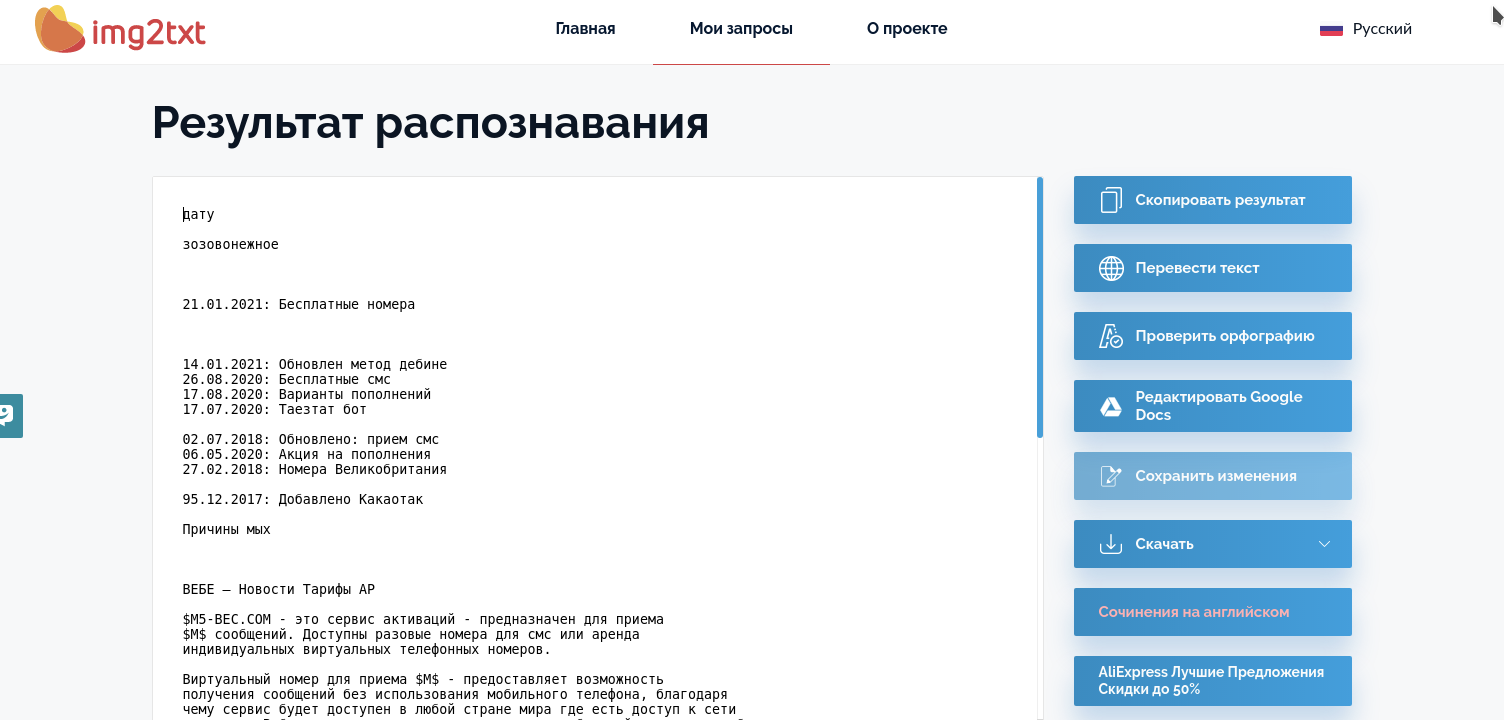 img2txt
Главная
Мои запросы
О проекте
Русский
Результат распознавания
дату
зозовонежное
21.01.2021: Бесплатные номера
14.01.2021: Обновлен метод дебине
26.08.2020: Бесплатные смс
17.08.2020: Варианты пополнений
17.07.2020: Таезтат бот
02.07.2018: Обновлено: прием смс
06.05.2020: Акция на пополнения
27.02.2018: Номера Великобритания
95.12.2017: Добавлено Какаотак
Причины мых
ВЕБЕ — Новости Тарифы АР
$М5-ВЕС.СОМ - это сервис активаций - предназначен для приема
$М$ сообщений. Доступны разовые номера для смс или аренда
индивидуальных виртуальных телефонных номеров.
Виртуальный номер для приема $М$ - предоставляет возможность
получения сообщений без использования мобильного телефона, благодаря
чему сервис будет доступен в любой стране мира где есть доступ к сети
Скопировать результат
Перевести текст
Проверить орфографию
Редактировать Google
Docs
Сохранить изменения
Скачать
Сочинения на английском
AliExpress Лучшие Предложения
Скидки до 50%